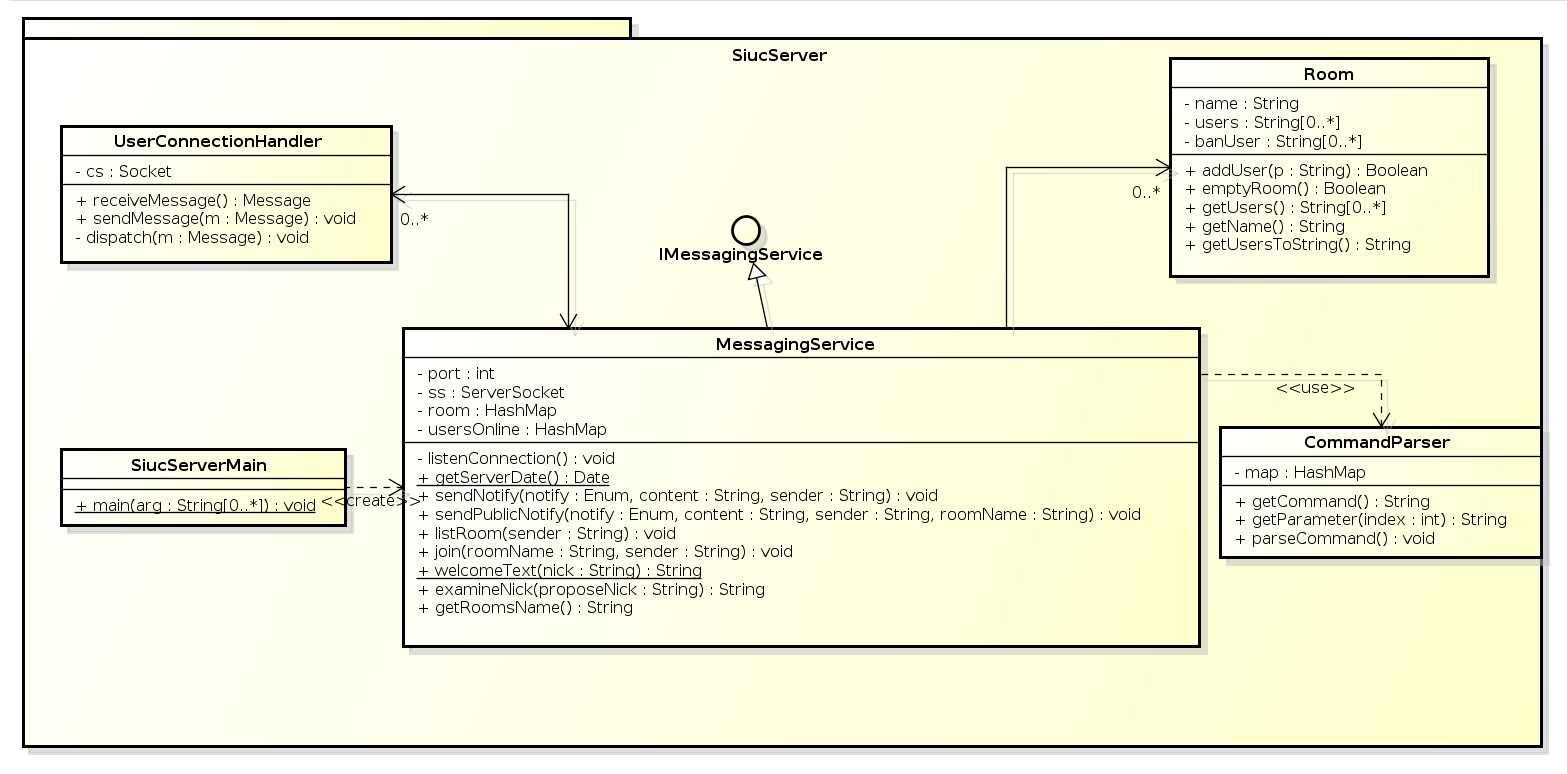 SiucServer
UserConnectionHandler
- cs : Socket
+ receiveMessage() : Message
+ sendMessage(m : Message) : void
- dispatch(m : Message) : void
0..*
IMessagingService
Room
- name : String
- users : String[0..*]
- banUser : String[0..*]
+ addUser(p : String) : Boolean
+ emptyRoom() : Boolean
+ getUsers() : String[0..*]
+ getName() : String
+ getUsersToString() : String
0..*
MessagingService
- port : int
- ss : ServerSocket
- room : HashMap
- usersOnline : HashMap
- listenConnection() : void
+ getServerDate() : Date
+ sendNotify(notify : Enum, content : String, sender : String) : void
+ sendPublicNotify(notify : Enum, content : String, sender : String, roomName : String) : void
+ listRoom(sender : String) : void
+ join(roomName : String, sender : String) : void
+ welcomeText(nick : String) : String
+ examineNick(proposeNick : String) : String
+ getRoomsName() : String
<<use>>
SiucServerMain
+ main(arg : String[0..*]) : void
<<create>>
CommandParser
- map : HashMap
+ getCommand() : String
+ getParameter(index : int) : String
+ parseCommand() : void